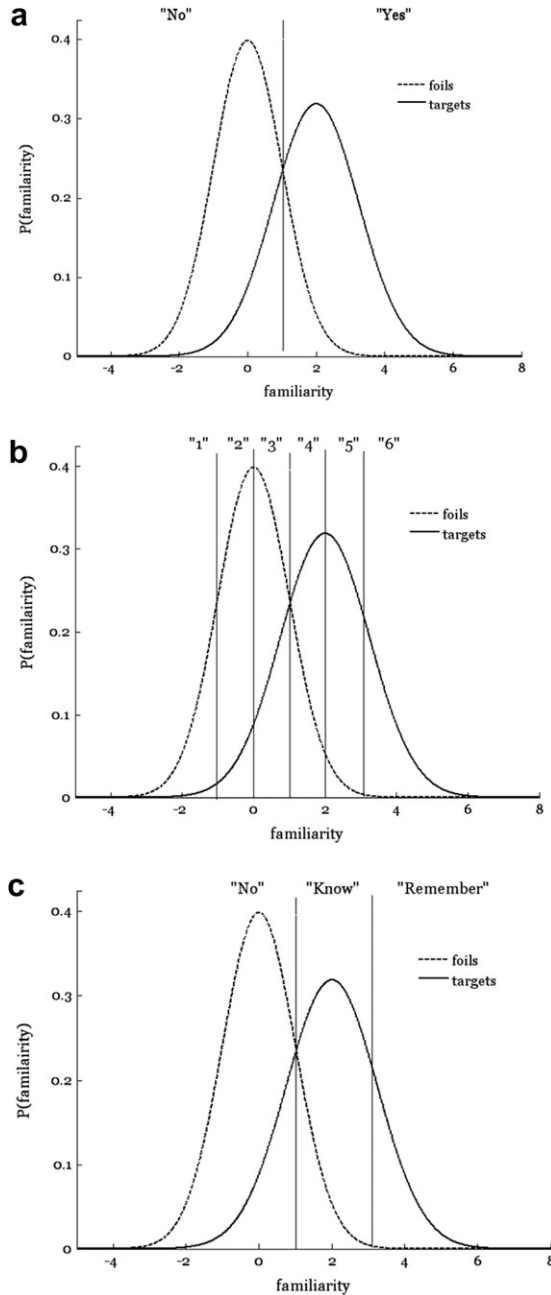 a
"No" "Yes"
0.4
0.3
0.2
0.1
0
P(familairity)
foils
targets
-4 -2 0 2 4 6 8
familiarity
b
"1" "2" "3" "4" "5" "6"
0.4
0.3
0.2
0.1
0
P(familairity)
foils
targets
-4 -2 0 2 4 6 8
familiarity
c
"No" "Know" "Remember"
0.4
0.3
0.2
0.1
0
P(familairity)
foils
targets
-4 -2 0 2 4 6 8
familiarity